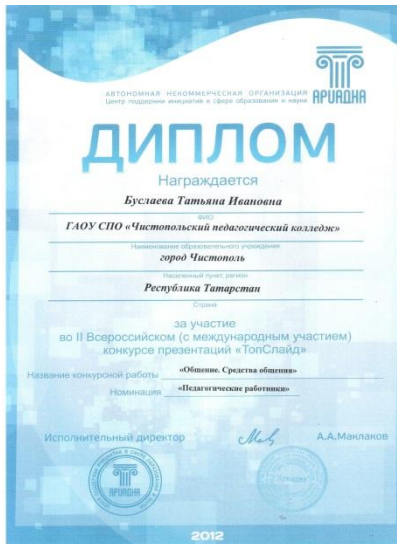 АВТОНОМНАЯ НЕКОММЕРЧЕСКАЯ ОРГАНИЗАЦИЯ
Центр поддержки инициатив в сфере образования и науки
АРИАДНА
ДИПЛОМ
Награждается
Буслаева Татьяна Ивановна
ФИО
ГАОУ СПО «Чистопольский педагогический колледж»
Наименование образовательного учреждения
город Чистополь
Населенный пункт, регион
Республика Татарстан
Страна
за участие
во II Всероссийском (с международным участием)
конкурсе презентаций «ТопСлайд»
Название конкурсной работы «Общение. Средства общения»
Номинация «Педагогические работники»
Исполнительный директор А.А.Маклаков
АРИАДНА
2012